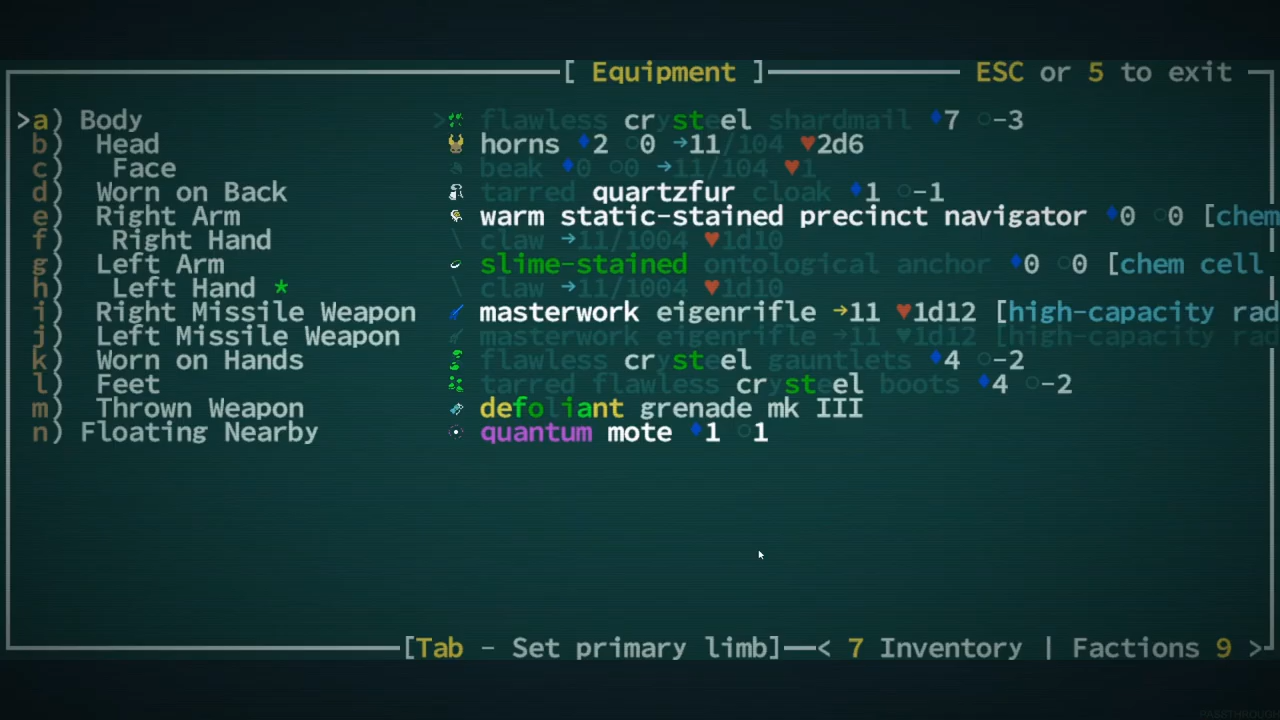 [ Equipment ] ESC or 5 to exit
>a) Body > flawless crysteel shardmail ♦7 ○-3
b) Head horns ♦2 ○0 →11/104 ♥2d6
c) Face beak ♦0 ○0 →11/104 ♥1
d) Worn on Back tarred quartzfur cloak ♦1 ○-1
e) Right Arm warm static-stained precinct navigator ♦0 ○0 [chem
f) Right Hand claw →11/1004 ♥1d10
g) Left Arm slime-stained ontological anchor ♦0 ○0 [chem cell
h) Left Hand * claw →11/1004 ♥1d10
i) Right Missile Weapon masterwork eigenrifle →11 ♥1d12 [high-capacity rad
j) Left Missile Weapon masterwork eigenrifle →11 ♥1d12 [high-capacity rad
k) Worn on Hands flawless crysteel gauntlets ♦4 ○-2
l) Feet tarred flawless crysteel boots ♦4 ○-2
m) Thrown Weapon defoliant grenade mk III
n) Floating Nearby quantum mote ♦1 ○1
[Tab - Set primary limb] < 7 Inventory | Factions 9 >